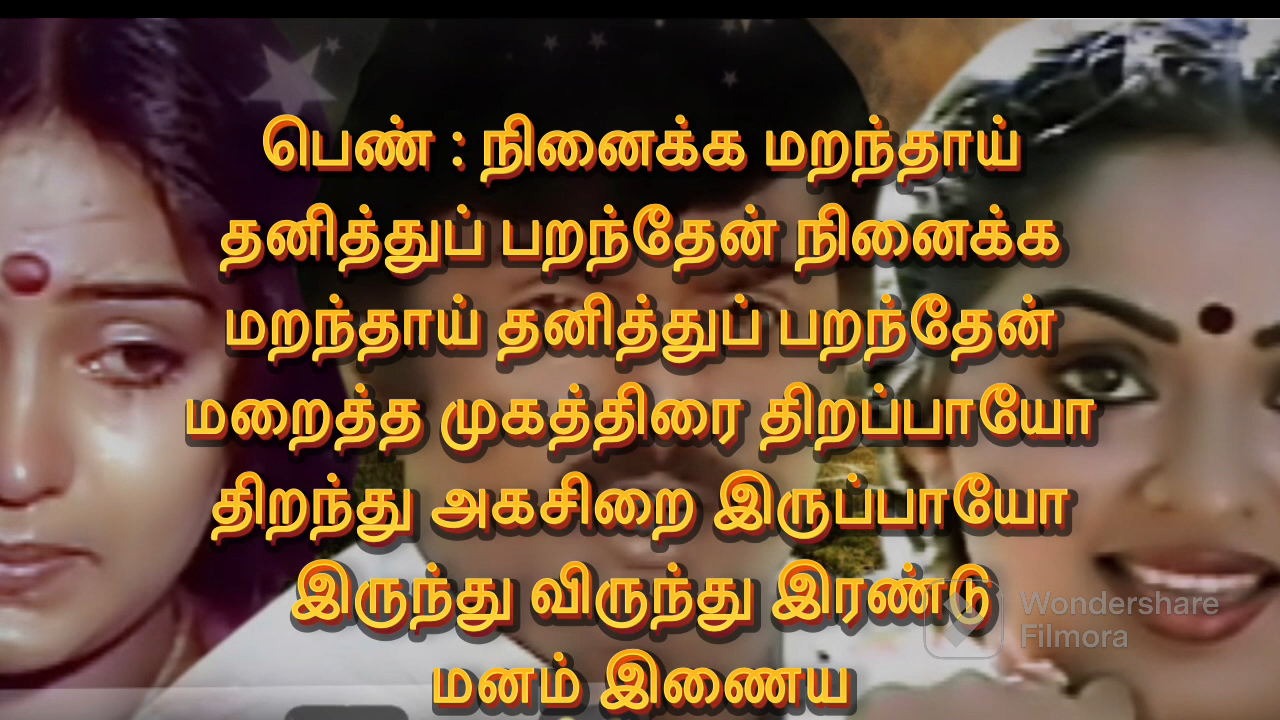 பெண் : நினைக்க மறந்தாய்
தனித்துப் பறந்தேன் நினைக்க
மறந்தாய் தனித்துப் பறந்தேன்
மறைத்த முகத்திரை திறப்பாயோ
திறந்து அகசிறை இருப்பாயோ
இருந்து விருந்து இரண்டு
மனம் இணைய
Wondershare
Filmora